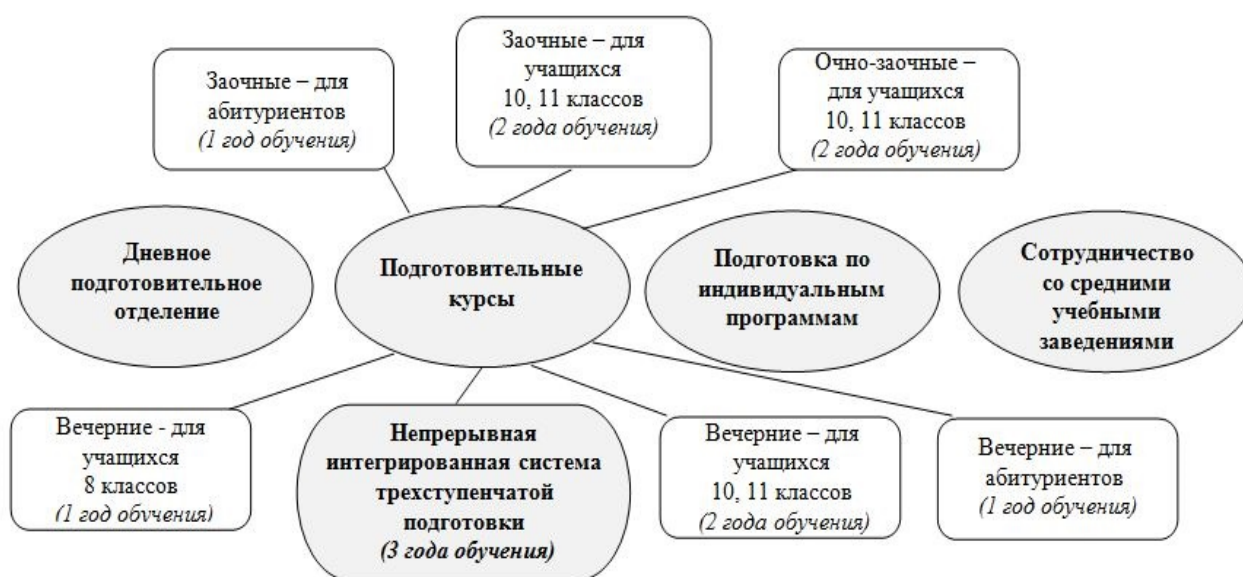 Заочные – для
абитуриентов
(1 год обучения)
Заочные – для
учащихся
10, 11 классов
(2 года обучения)
Очно-заочные –
для учащихся
10, 11 классов
(2 года обучения)
Дневное
подготовительное
отделение
Подготовительные
курсы
Подготовка по
индивидуальным
программам
Сотрудничество
со средними
учебными
заведениями
Вечерние - для
учащихся
8 классов
(1 год обучения)
Непрерывная
интегрированная система
трехступенчатой
подготовки
(3 года обучения)
Вечерние – для
учащихся
10, 11 классов
(2 года обучения)
Вечерние – для
абитуриентов
(1 год обучения)